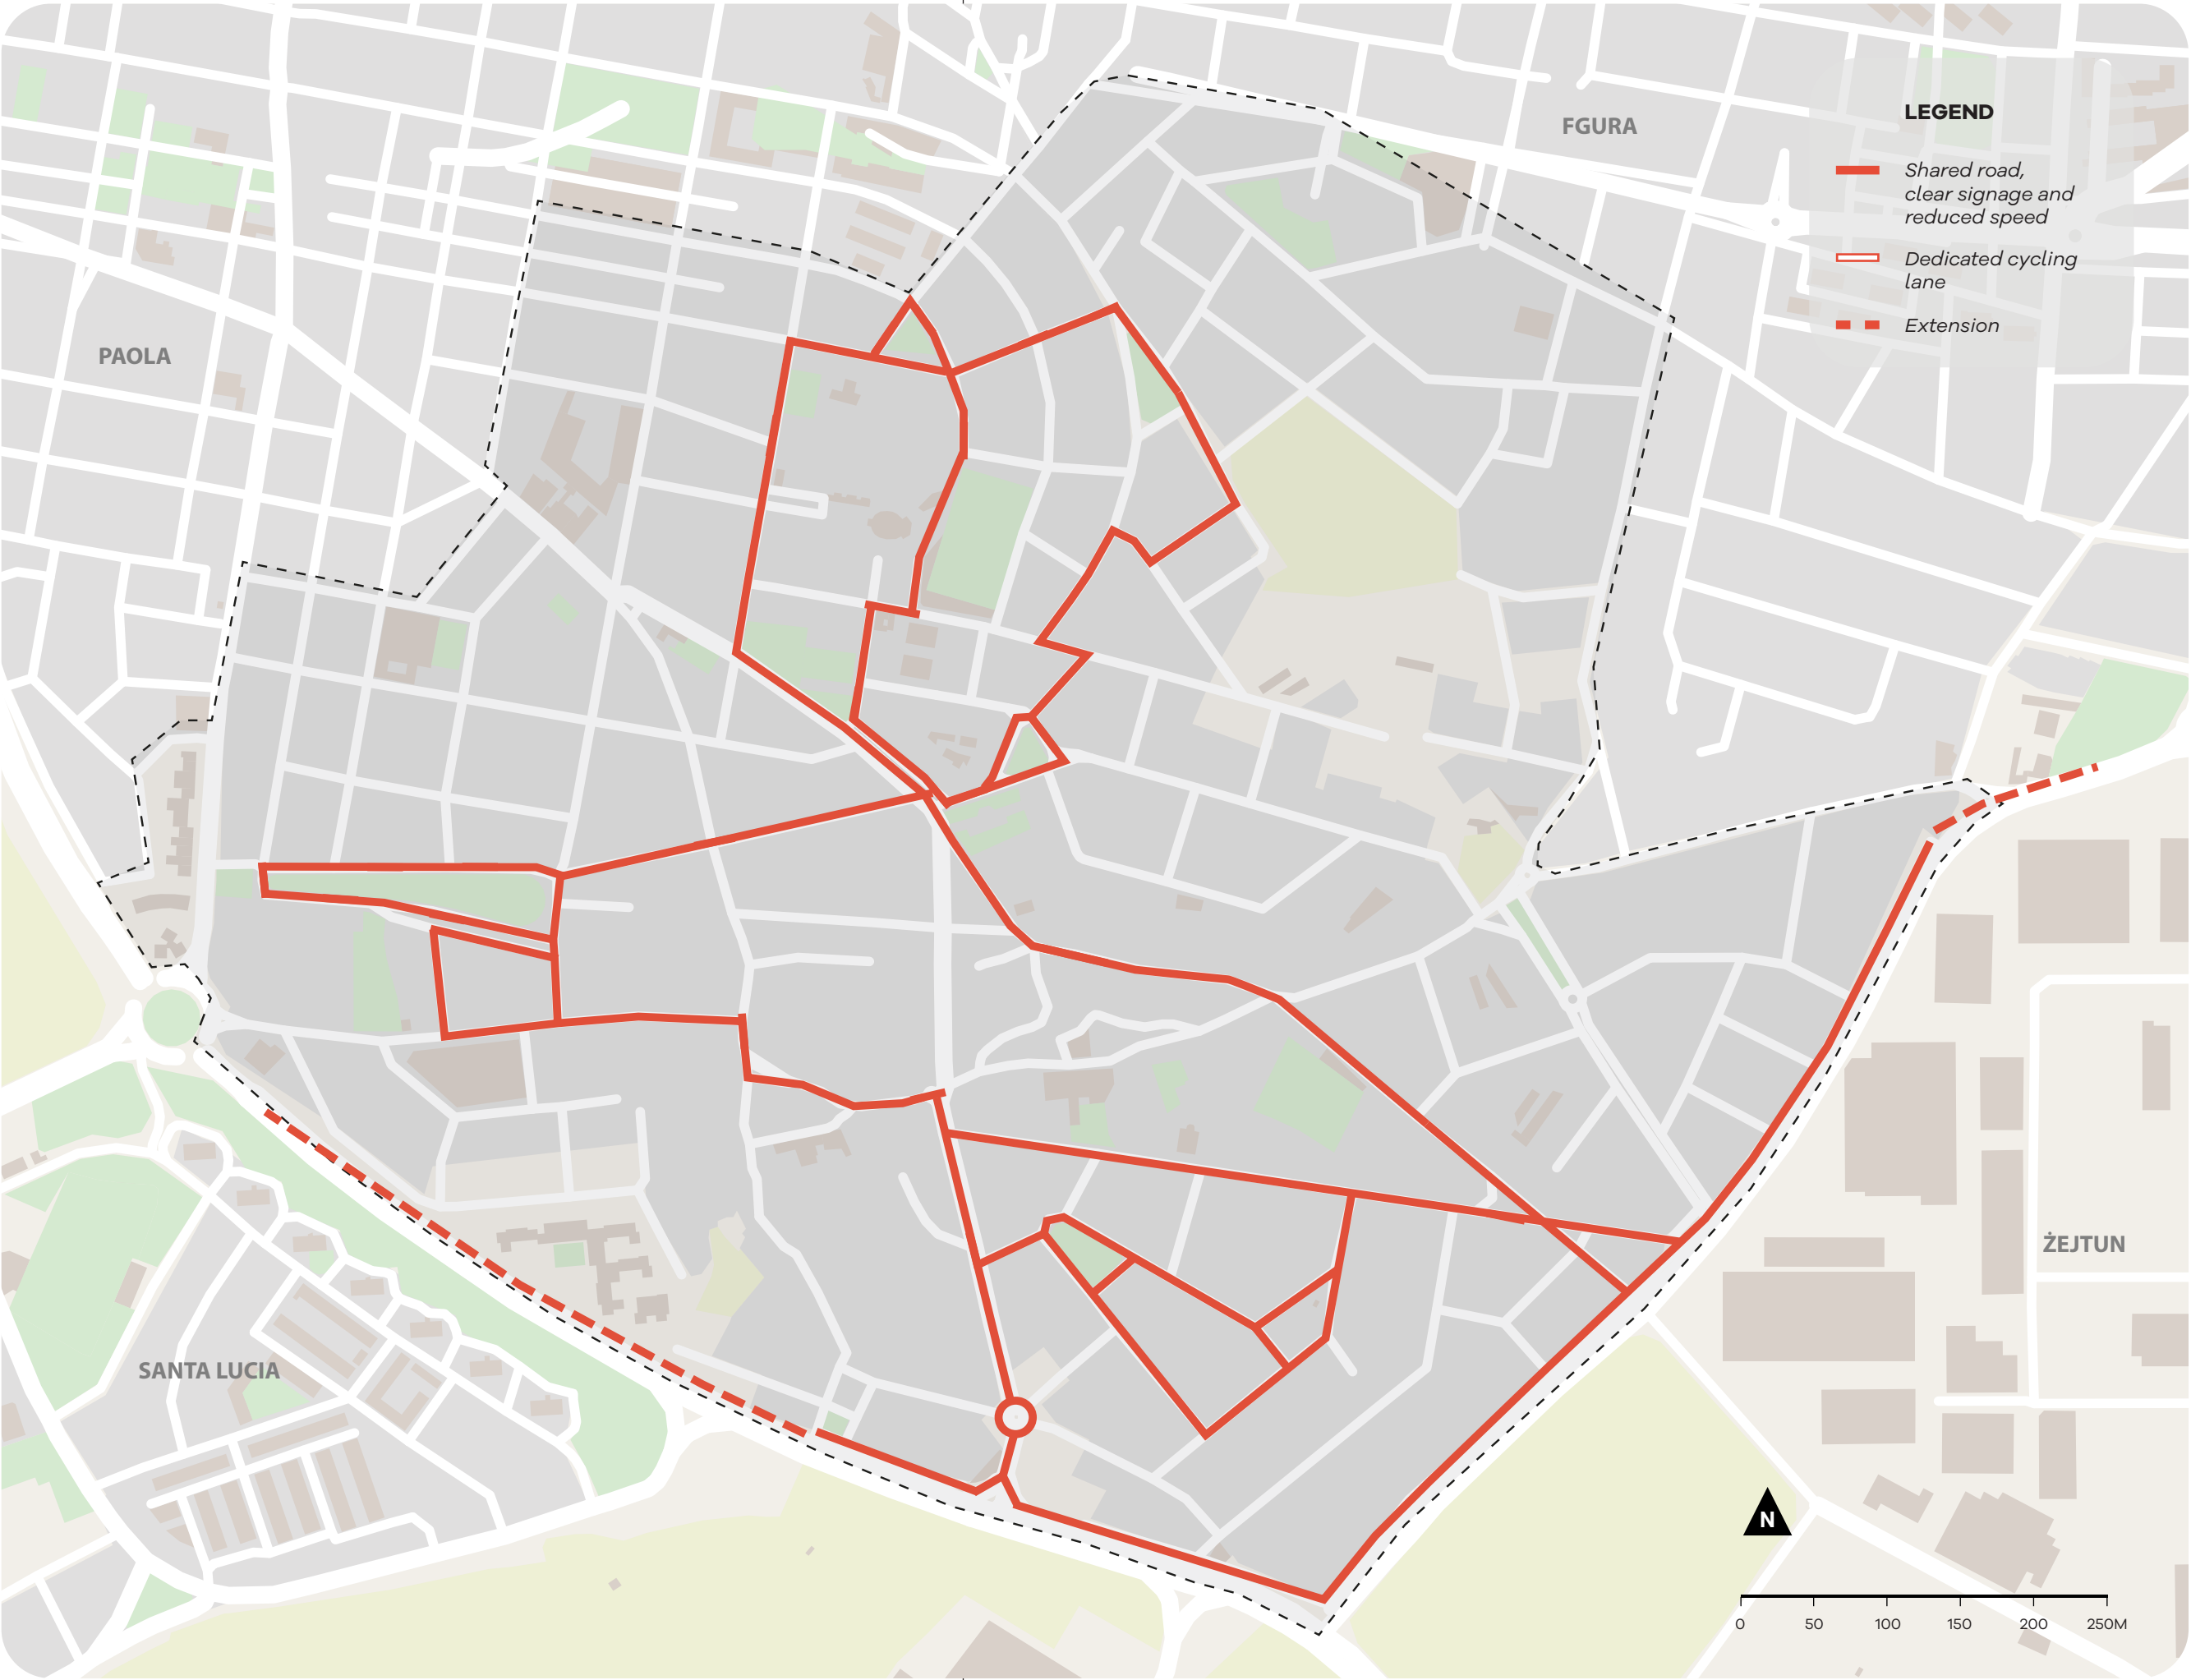 FGURA
LEGEND
Shared road,
clear signage and
reduced speed
Dedicated cycling
lane
Extension
PAOLA
ŻEJTUN
SANTA LUCIA
N
0 50 100 150 200 250M